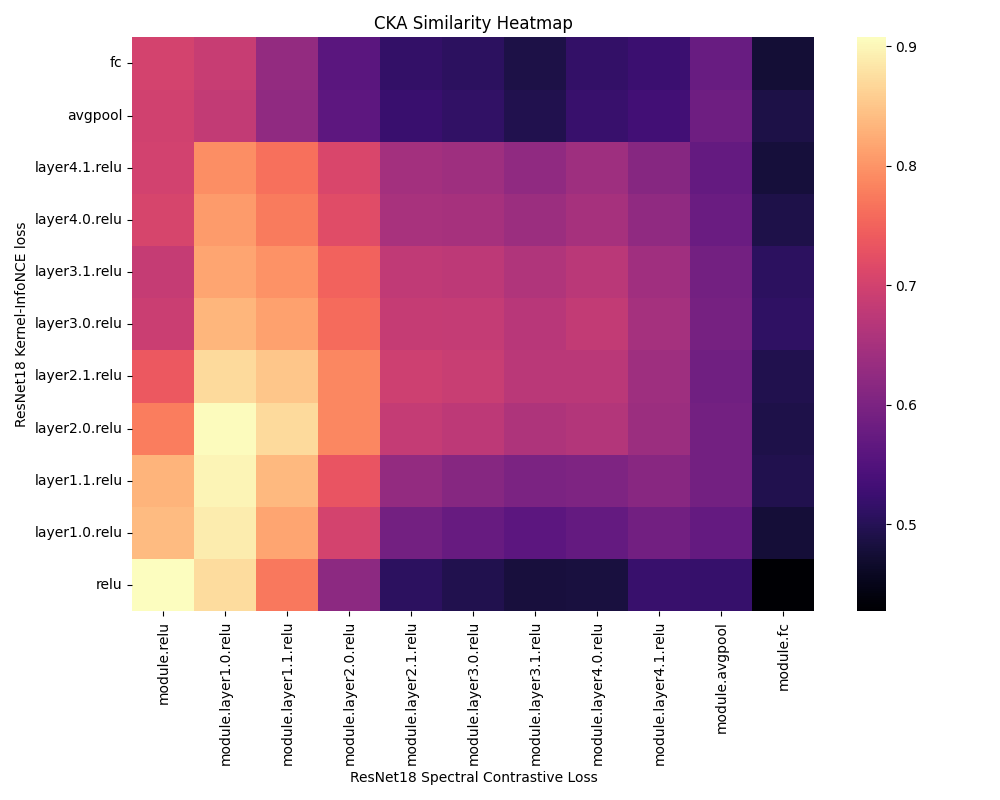 CKA Similarity Heatmap
ResNet18 Kernel-InfoNCE loss
fc
avgpool
layer4.1.relu
layer4.0.relu
layer3.1.relu
layer3.0.relu
layer2.1.relu
layer2.0.relu
layer1.1.relu
layer1.0.relu
relu
module.relu
module.layer1.0.relu
module.layer1.1.relu
module.layer2.0.relu
module.layer2.1.relu
module.layer3.0.relu
module.layer3.1.relu
module.layer4.0.relu
module.layer4.1.relu
module.avgpool
module.fc
ResNet18 Spectral Contrastive Loss
0.9
0.8
0.7
0.6
0.5